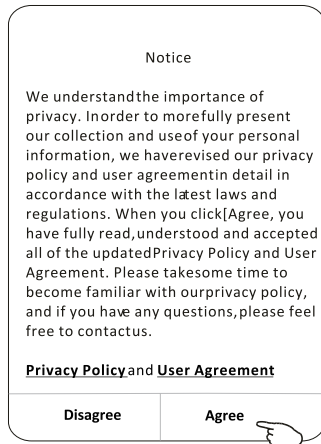 Notice
We understandthe importance of
privacy. Inorder to morefully present
our collection and useof your personal
information, we haverevised our privacy
policy and user agreementin detail in
accordance with the latest laws and
regulations. When you click[Agree, you
have fully read,understood and accepted
all of the updatedPrivacy Policy and User
Agreement. Please takesome time to
become familiar with ourprivacy policy,
and if you have any questions,please feel
free to contactus.
Privacy Policy and User Agreement
Disagree Agree